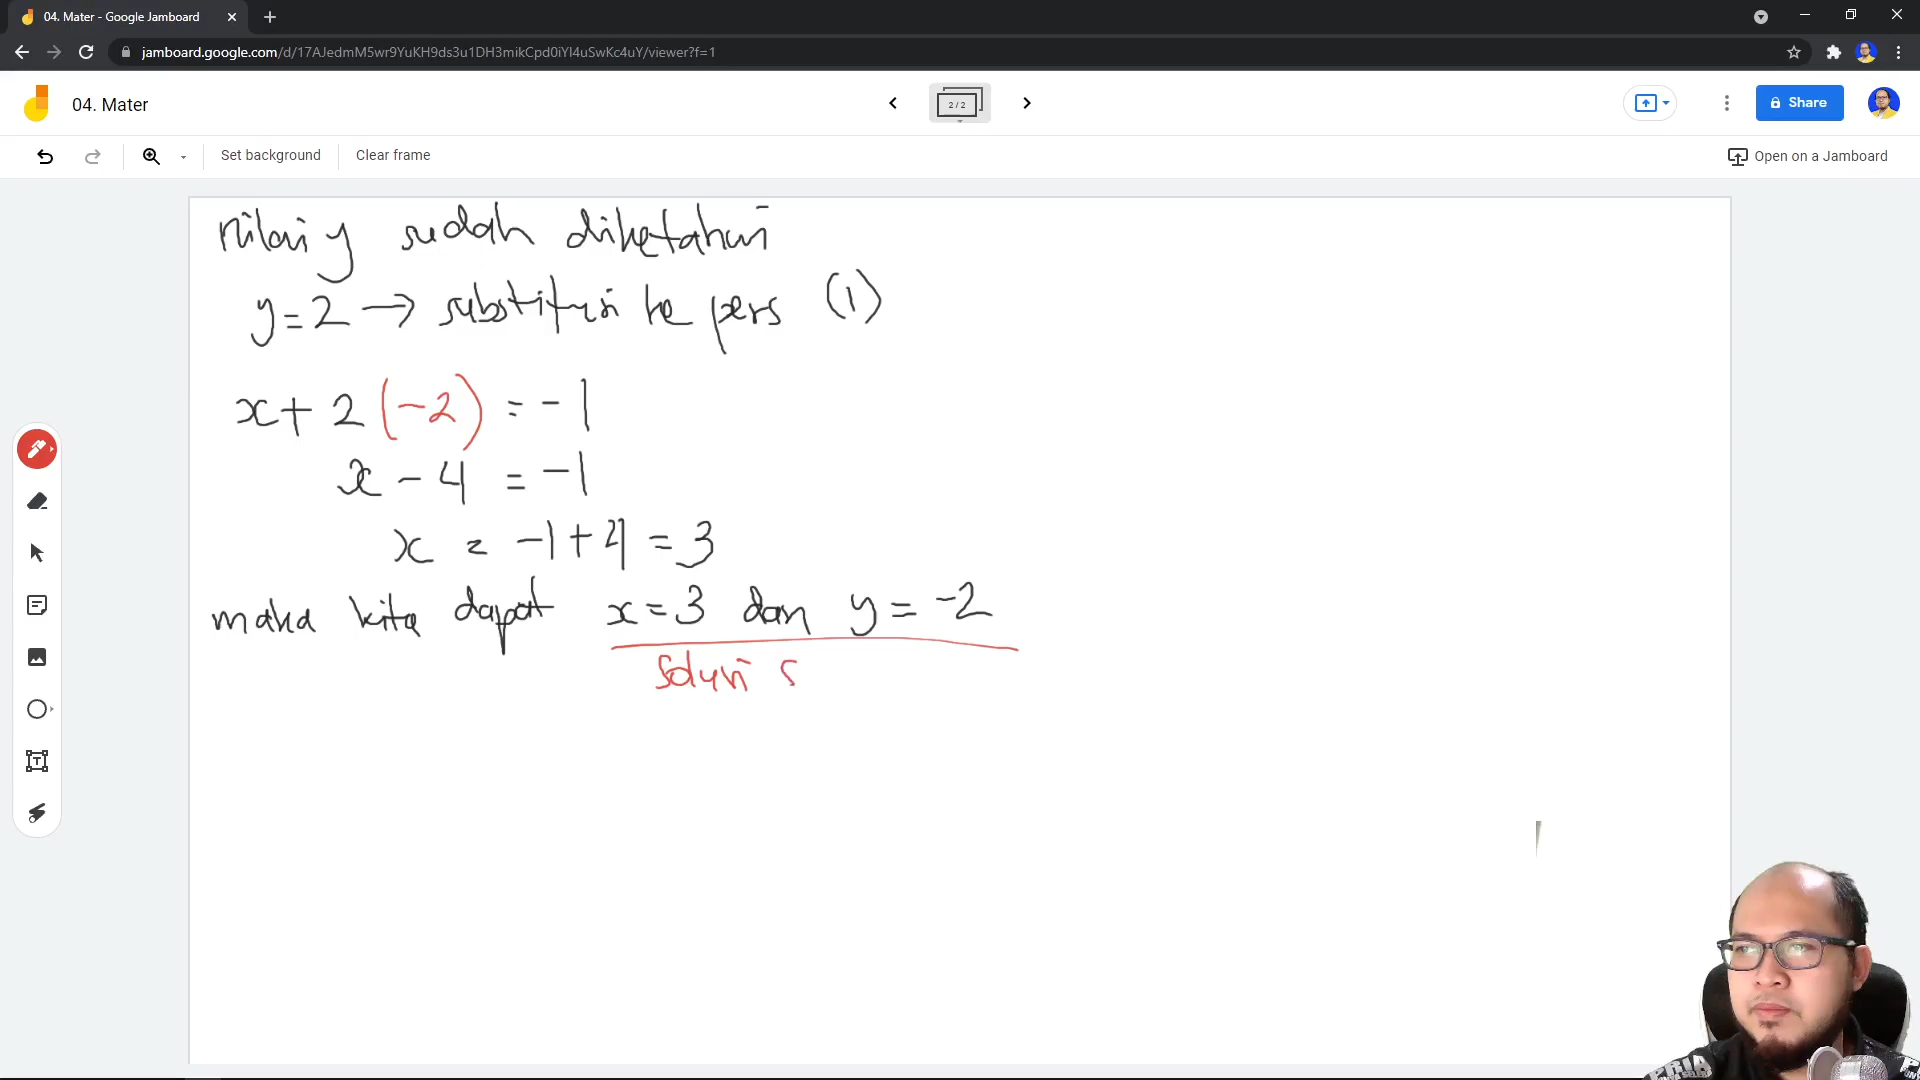 04. Mater - Google Jamboard
jamboard.google.com/d/17AJedmM5wr9YuKH9ds3u1DH3mikCpd0iYI4uSwKc4uY/viewer?f=1
04. Mater
2 / 2
Share
Set background
Clear frame
Open on a Jamboard
Nilai y sudah diketahui
y = 2 → substitusi ke pers (1)
x + 2 (-2) = -1
x - 4 = -1
x = -1 + 4 = 3
maka kita dapat x = 3 dan y = -2
Solusi S
PRIA